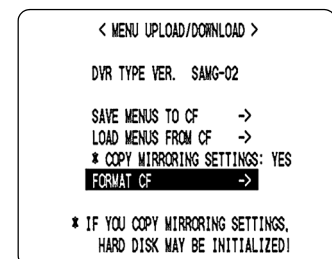 < MENU UPLOAD/DOWNLOAD >
DVR TYPE VER. SAMG-02
SAVE MENUS TO CF ->
LOAD MENUS FROM CF ->
* COPY MIRRORING SETTINGS: YES
FORMAT CF ->
* IF YOU COPY MIRRORING SETTINGS,
HARD DISK MAY BE INITIALIZED!